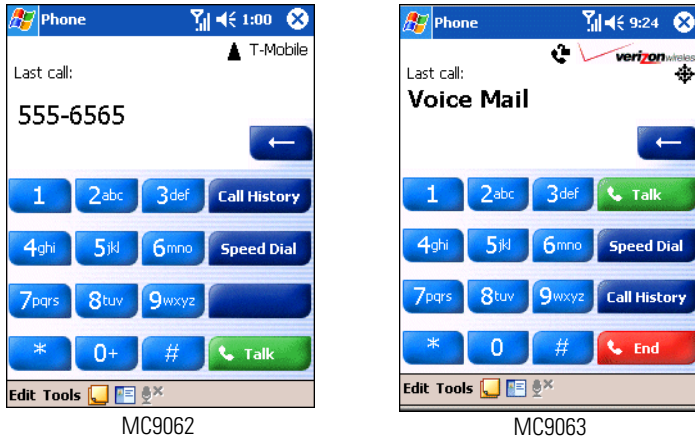 Phone 1:00
T-Mobile
Last call:
555-6565
1 2abc 3def Call History
4ghi 5jkl 6mno Speed Dial
7pqrs 8tuv 9wxyz
* 0+ # Talk
Edit Tools
MC9062
Phone 9:24
verizonwireless
Last call:
Voice Mail
1 2abc 3def Talk
4ghi 5jkl 6mno Speed Dial
7pqrs 8tuv 9wxyz Call History
* 0 # End
Edit Tools
MC9063